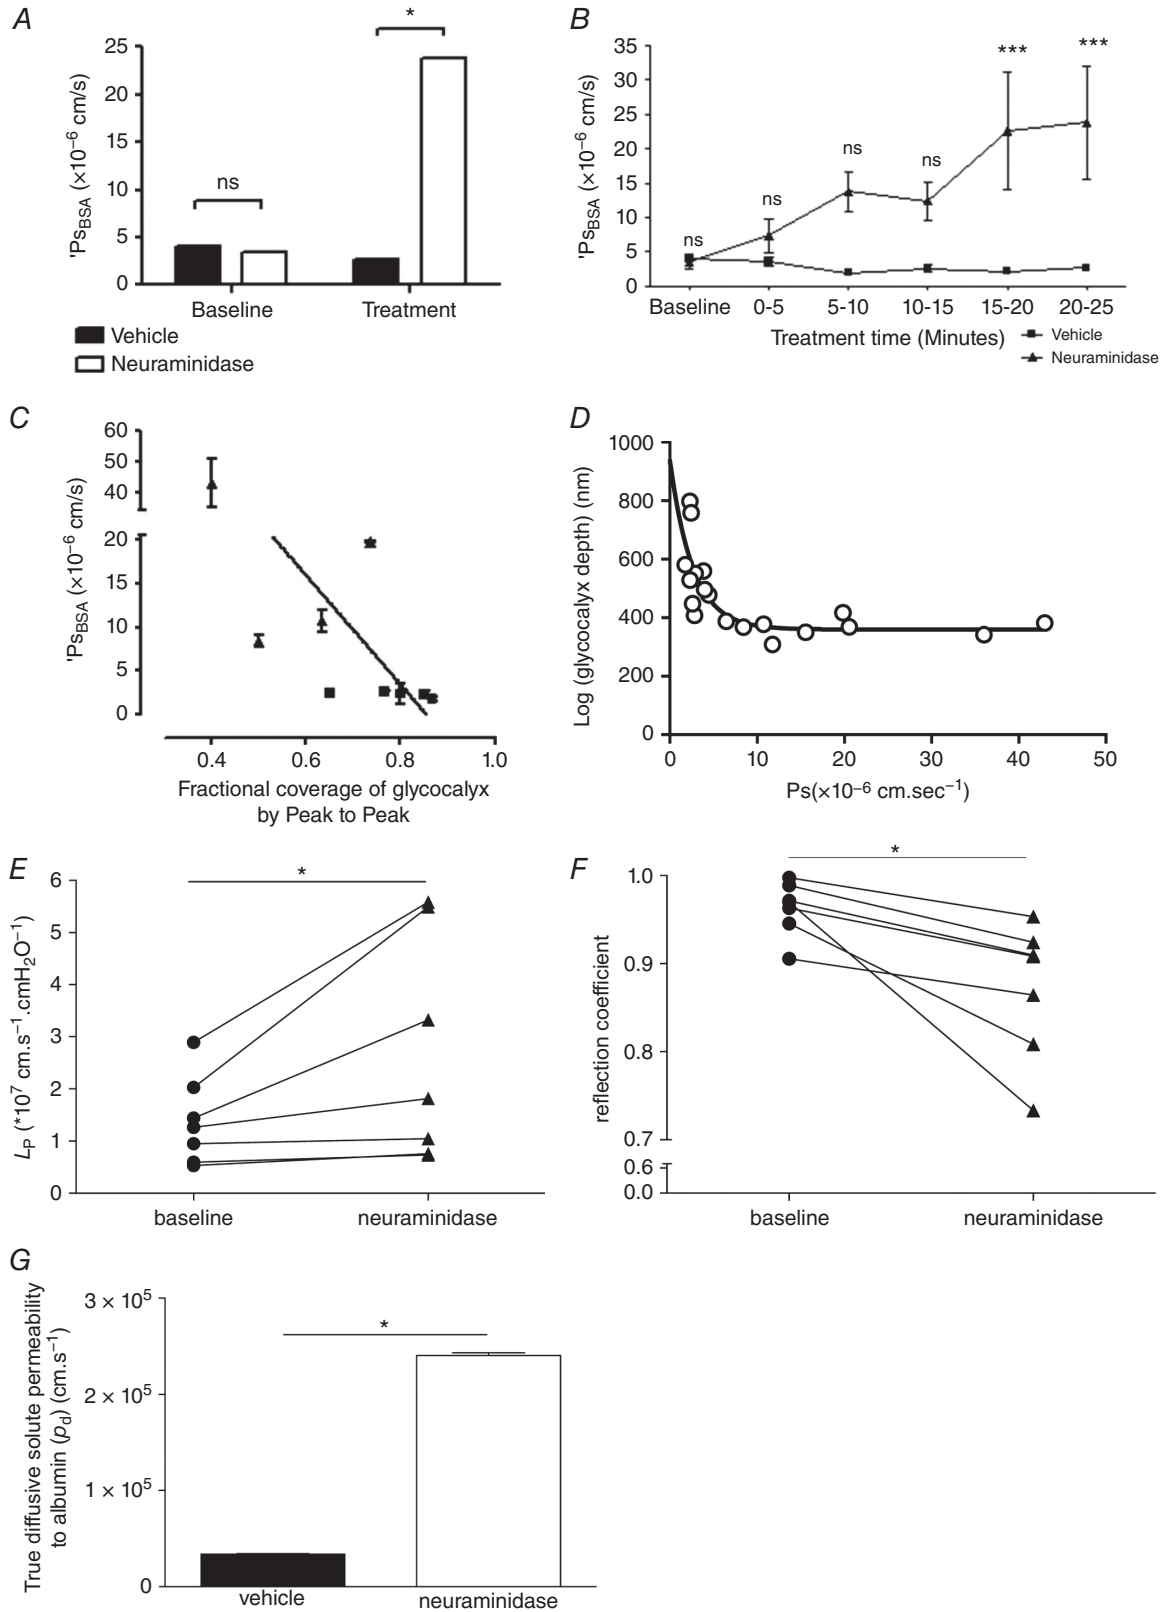 A
*
25
20
15
10
5
0
'PsBSA (×10−6 cm/s)
ns
Baseline
Treatment
Vehicle
Neuraminidase
B
35
30
25
20
15
10
5
0
'PsBSA (×10−6 cm/s)
ns
ns
ns
ns
***
***
Baseline
0-5
5-10
10-15
15-20
20-25
Treatment time (Minutes)
Vehicle
Neuraminidase
C
60
50
40
20
15
10
5
0
'PsBSA (×10−6 cm/s)
0.4
0.6
0.8
1.0
Fractional coverage of glycocalyx
by Peak to Peak
D
1000
800
600
400
200
0
Log (glycocalyx depth) (nm)
0
10
20
30
40
50
Ps(×10−6 cm.sec−1)
E
*
6
5
4
3
2
1
0
LP (*107 cm.s−1.cmH2O−1)
baseline
neuraminidase
F
*
1.0
0.9
0.8
0.7
0.6
0.0
reflection coefficient
baseline
neuraminidase
G
*
3 × 105
2 × 105
1 × 105
0
True diffusive solute permeability
to albumin (pd) (cm.s−1)
vehicle
neuraminidase